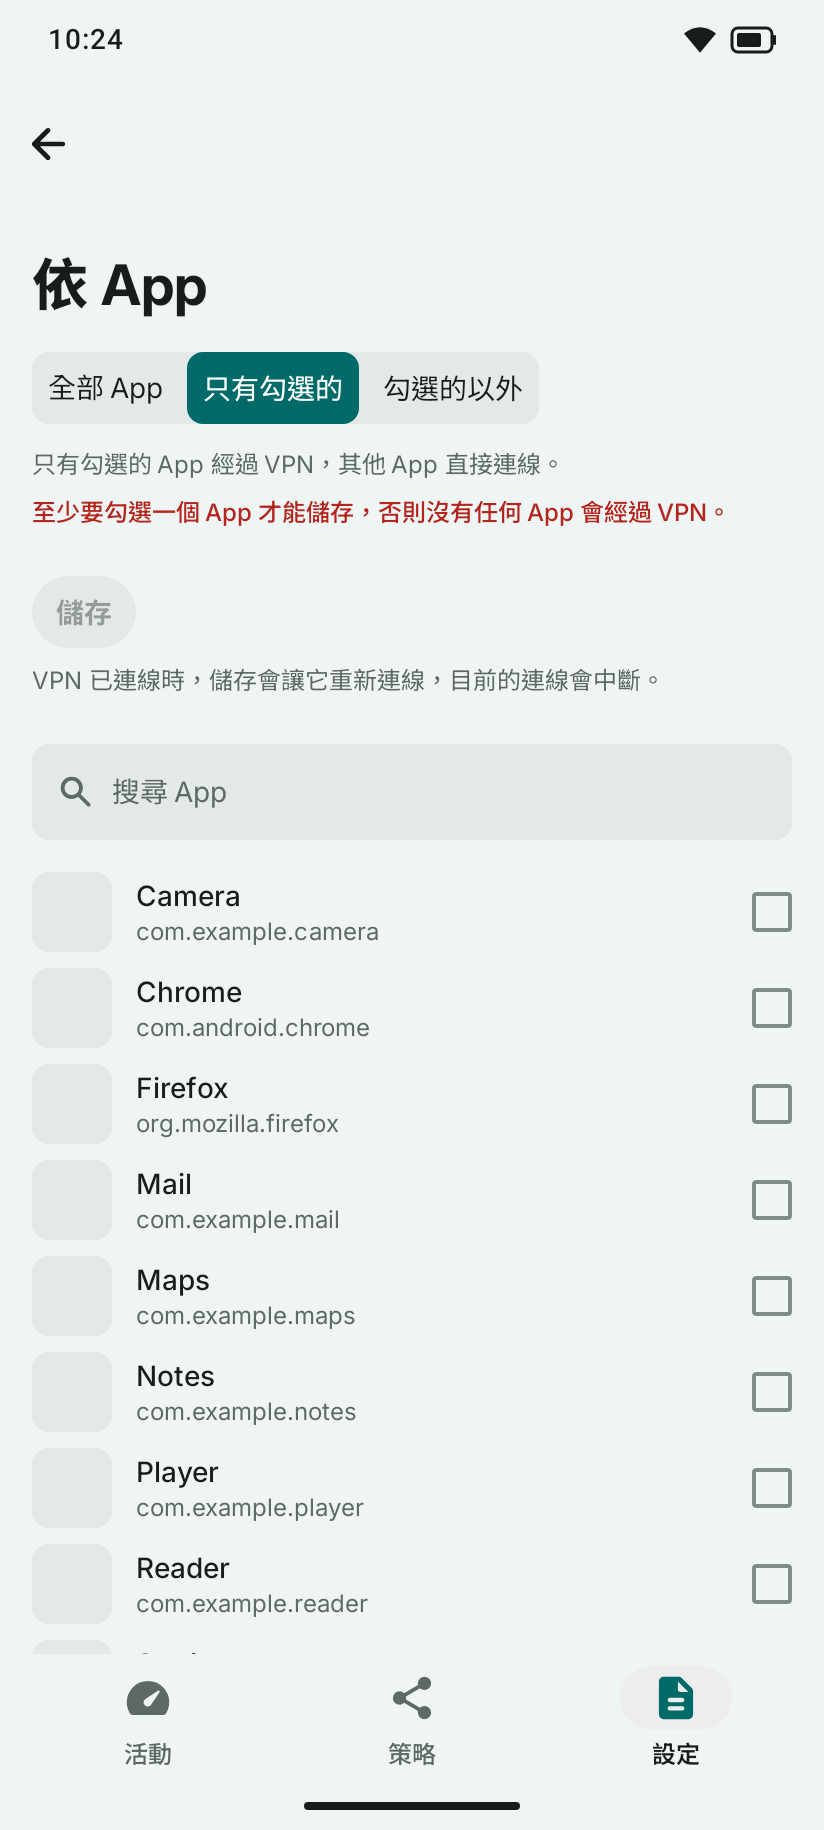 10:24
依 App
全部 App
只有勾選的
勾選的以外
只有勾選的 App 經過 VPN，其他 App 直接連線。
至少要勾選一個 App 才能儲存，否則沒有任何 App 會經過 VPN。
儲存
VPN 已連線時，儲存會讓它重新連線，目前的連線會中斷。
搜尋 App
Camera
com.example.camera
Chrome
com.android.chrome
Firefox
org.mozilla.firefox
Mail
com.example.mail
Maps
com.example.maps
Notes
com.example.notes
Player
com.example.player
Reader
com.example.reader
活動
策略
設定